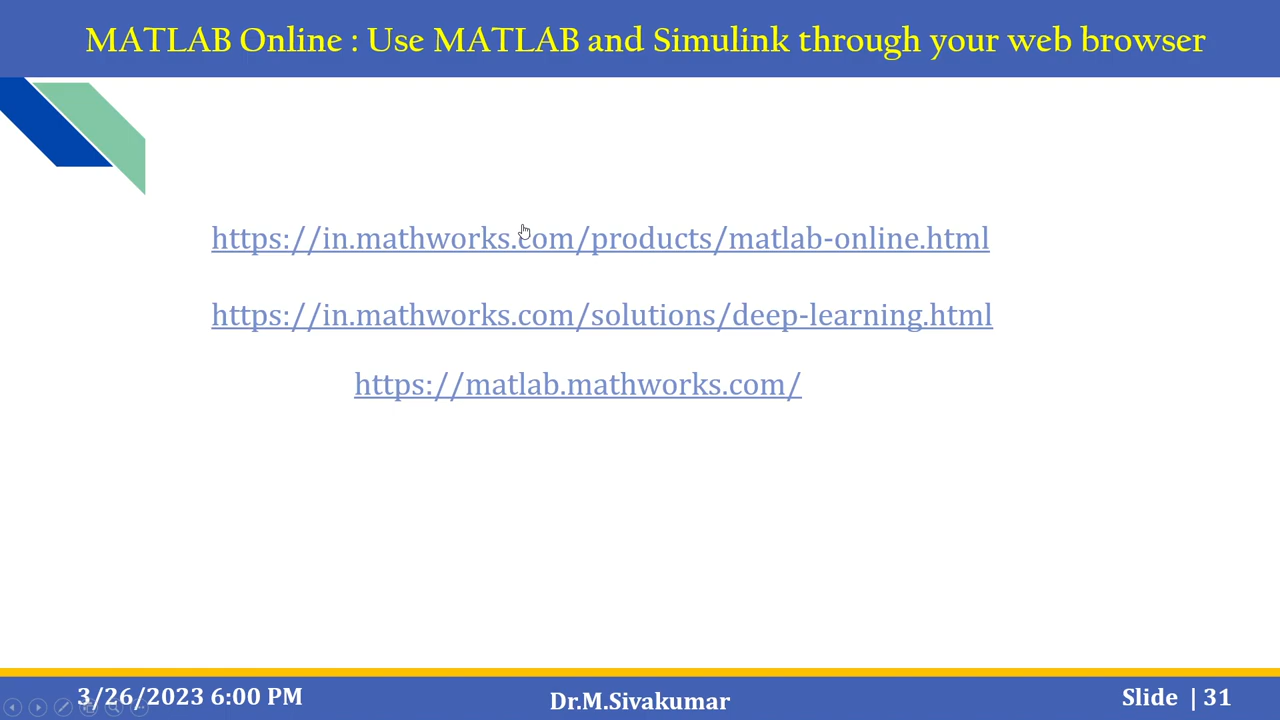 MATLAB Online : Use MATLAB and Simulink through your web browser
https://in.mathworks.com/products/matlab-online.html
https://in.mathworks.com/solutions/deep-learning.html
https://matlab.mathworks.com/
3/26/2023 6:00 PM
Dr.M.Sivakumar
Slide | 31